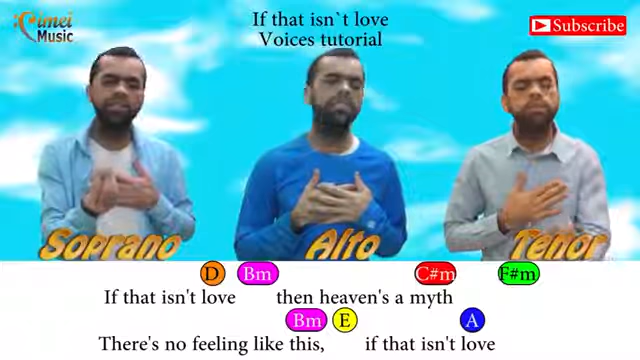 Cimei
Music
If that isn`t love
Voices tutorial
Subscribe
Soprano
Alto
Tenor
D Bm C#m F#m
If that isn't love then heaven's a myth
Bm E A
There's no feeling like this, if that isn't love